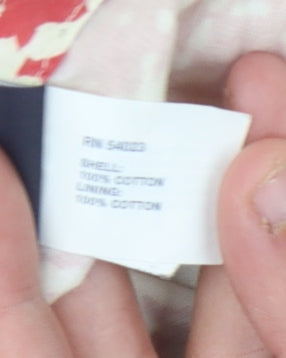 RN 54023
SHELL:
100% COTTON
LINING:
100% COTTON